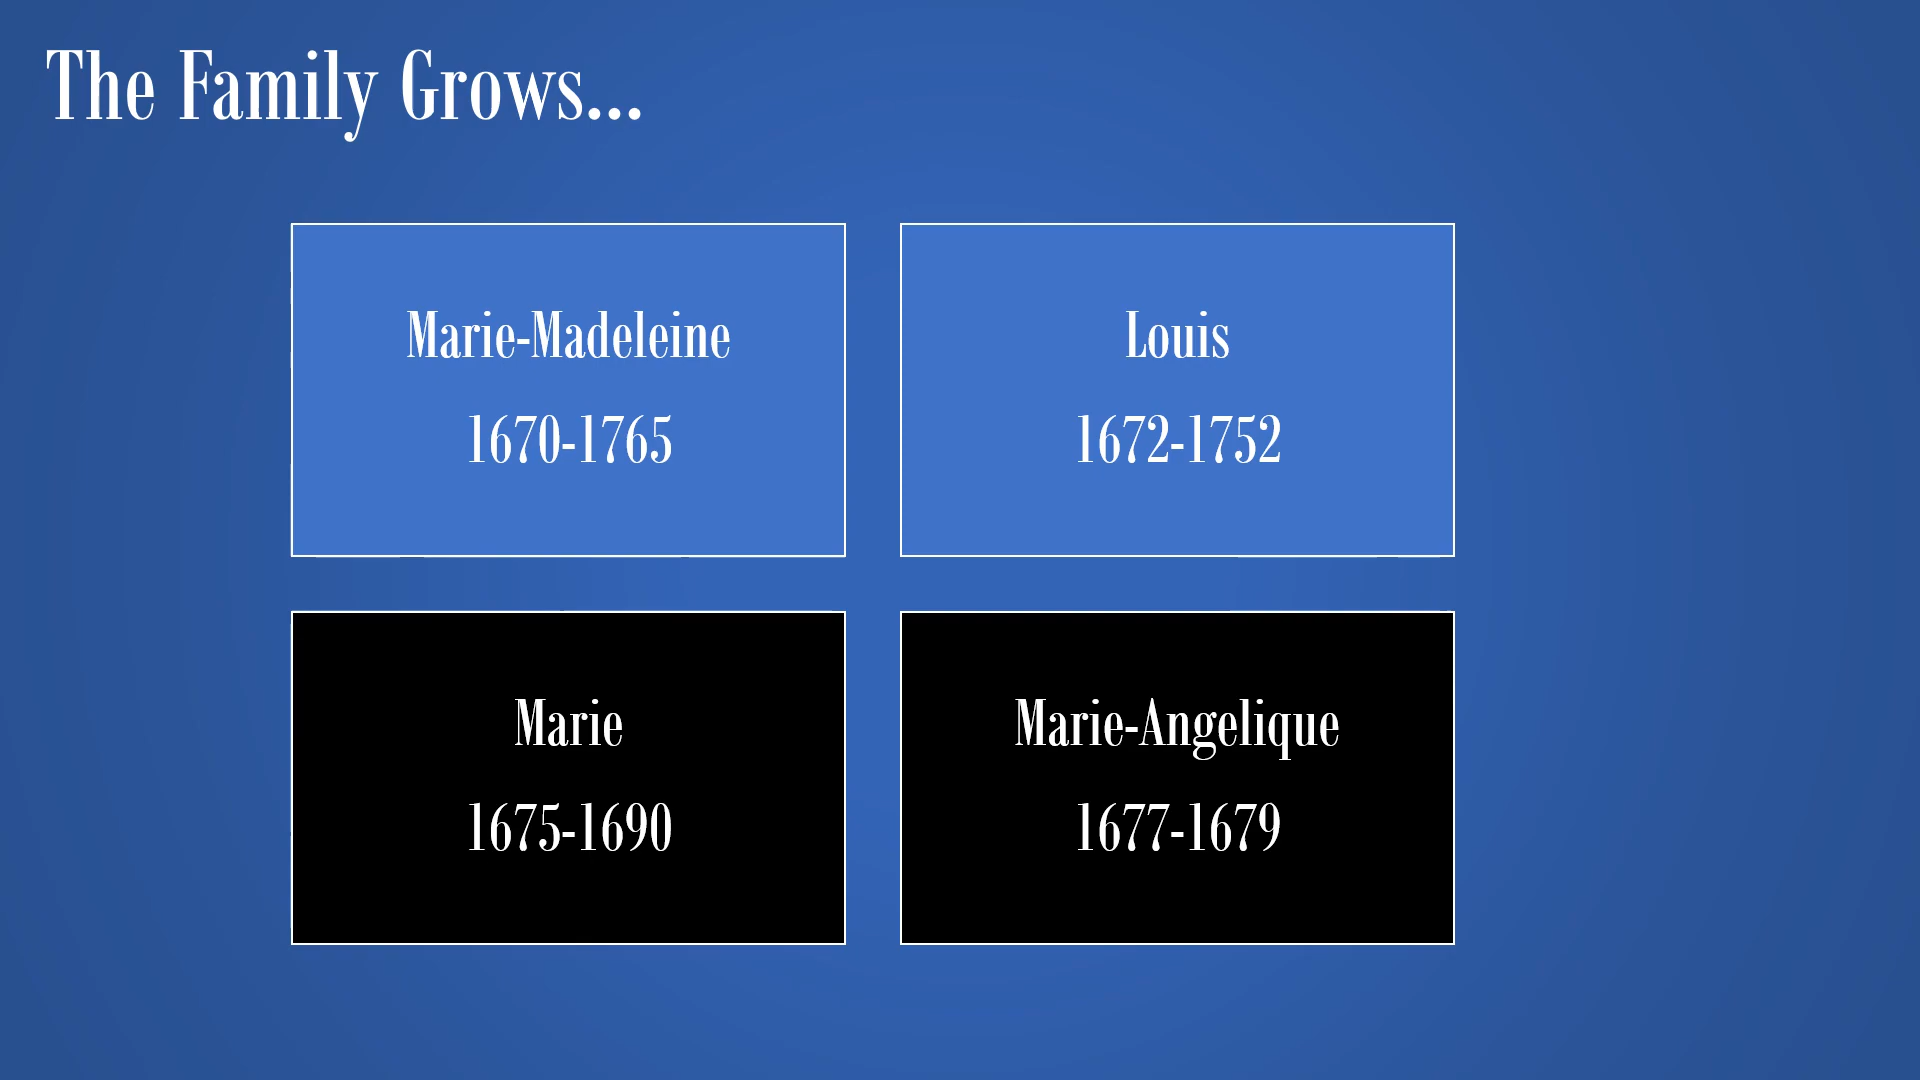 The Family Grows...
Marie-Madeleine
1670-1765
Louis
1672-1752
Marie
1675-1690
Marie-Angelique
1677-1679